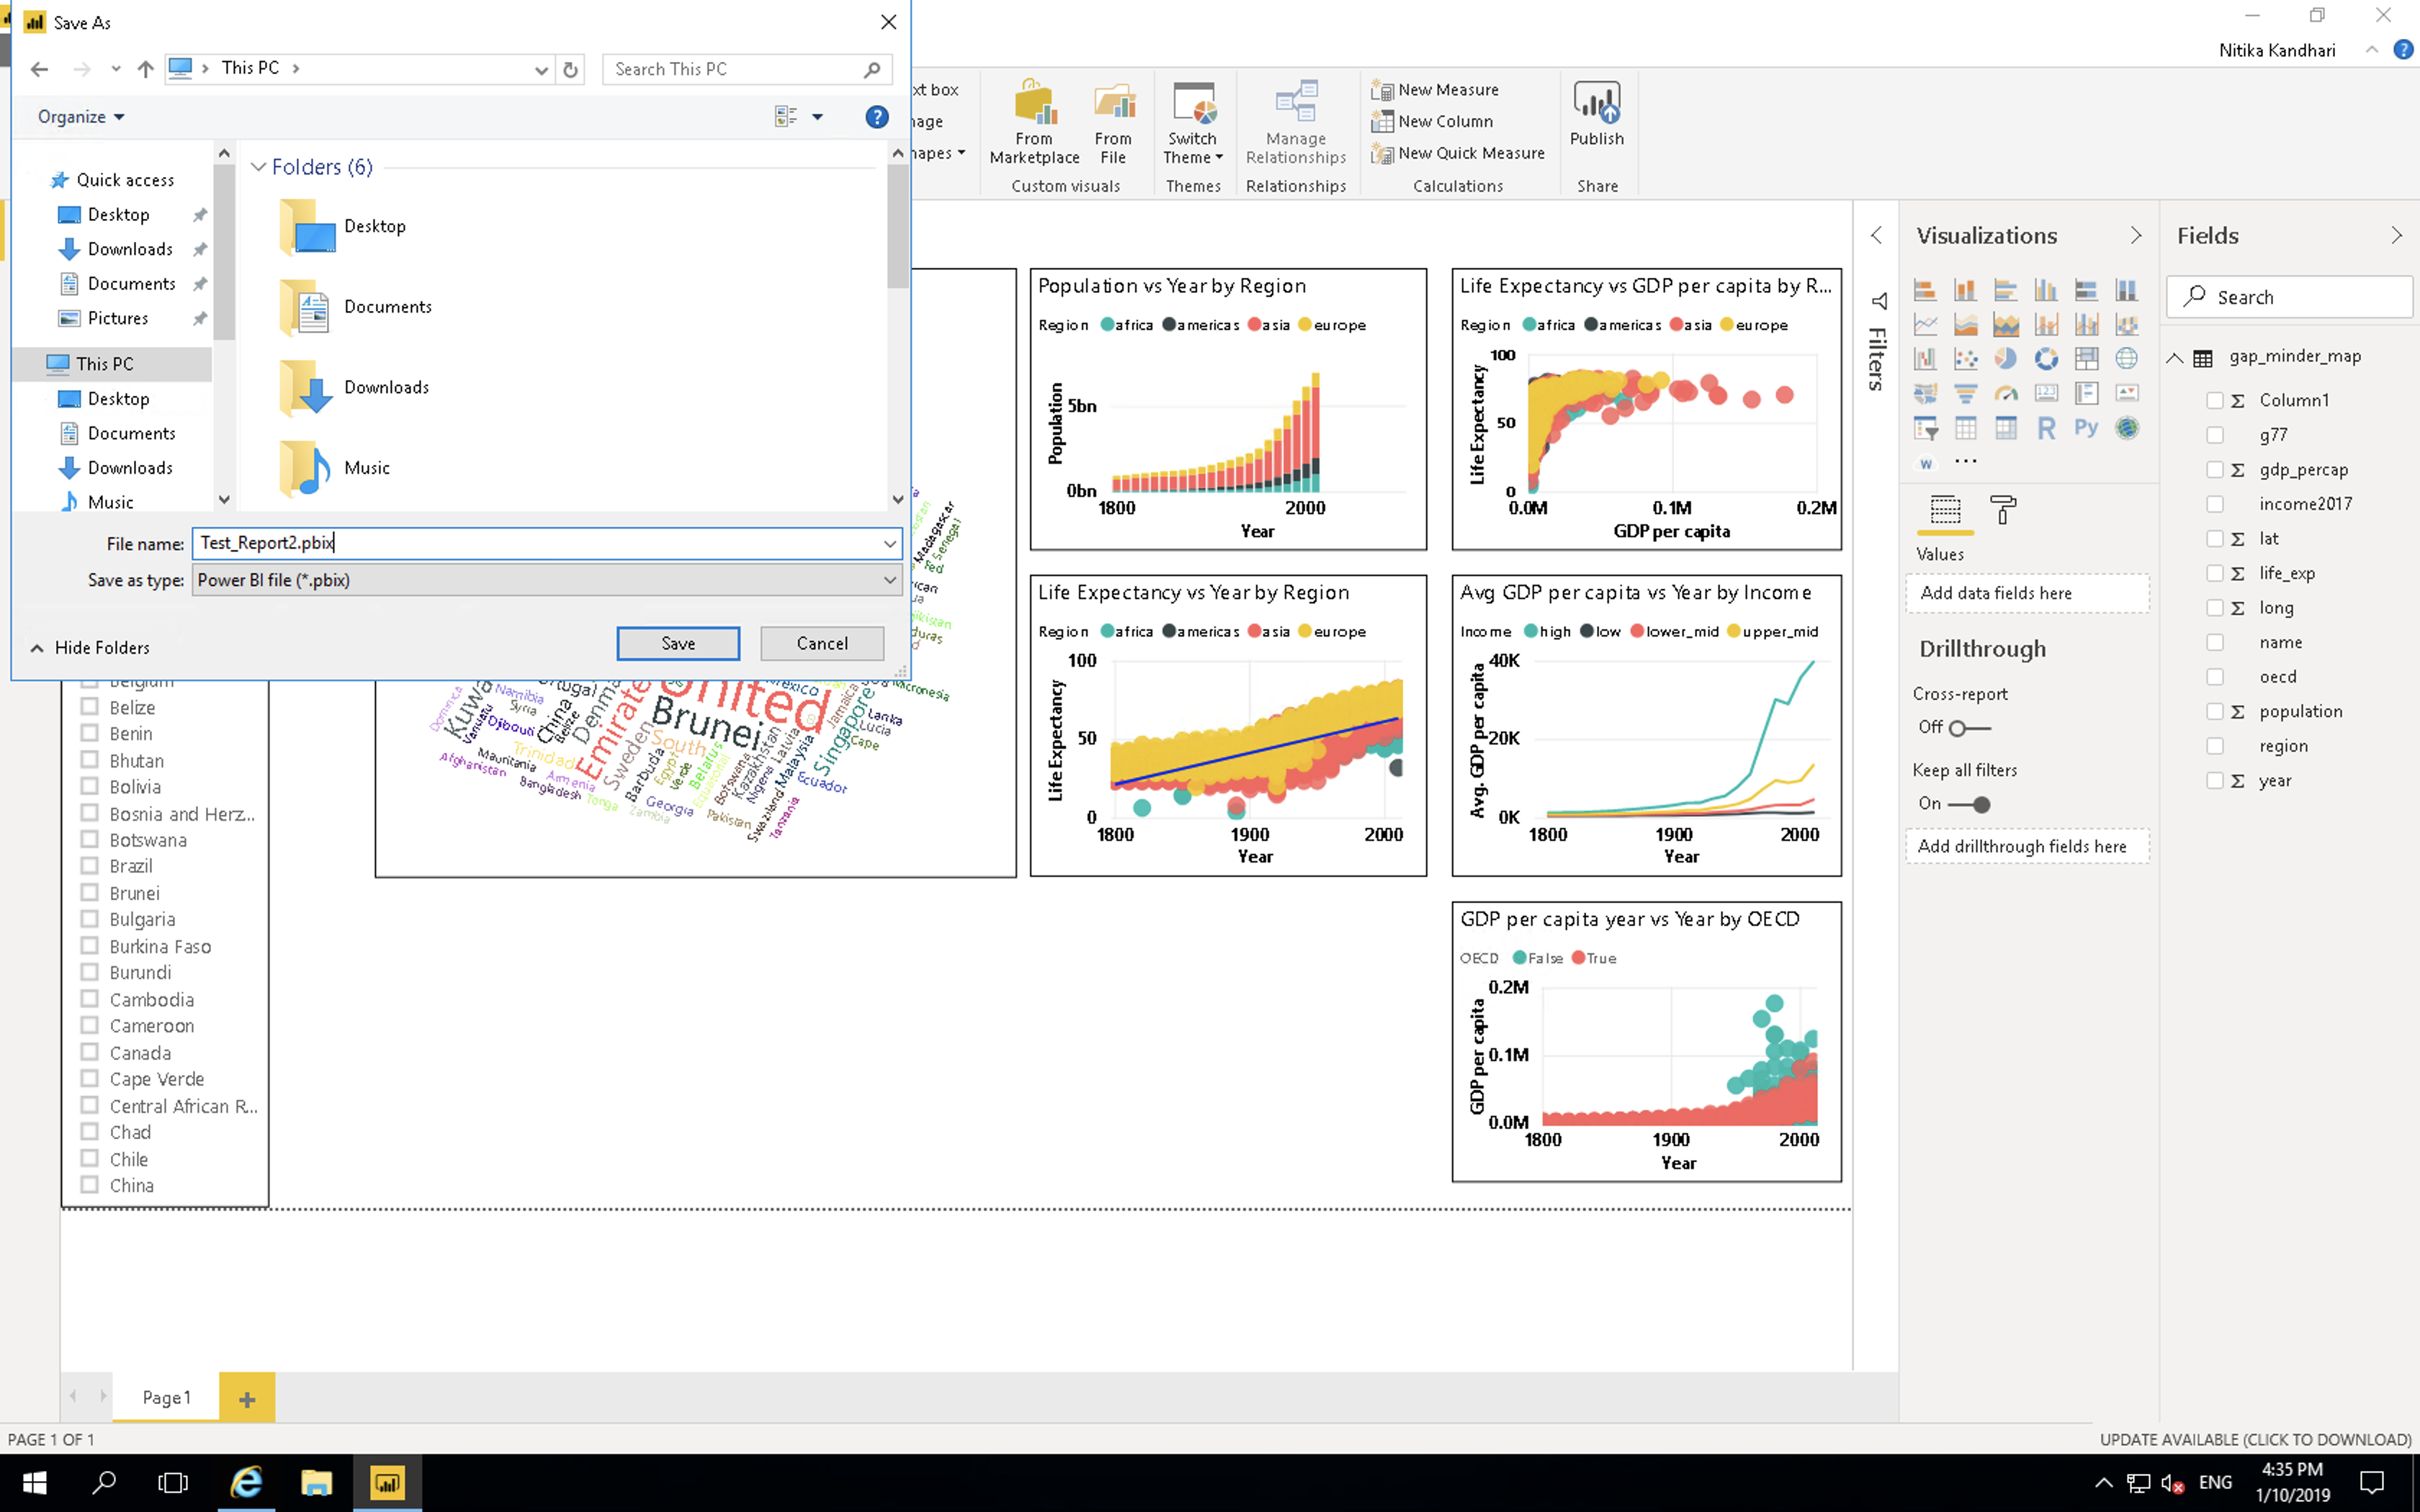 Save As
This PC
Search This PC
Organize
Quick access
Desktop
Downloads
Documents
Pictures
This PC
Desktop
Documents
Downloads
Music
Folders (6)
Desktop
Documents
Downloads
Music
File name: Test_Report2.pbix
Save as type: Power BI file (*.pbix)
Hide Folders
Save
Cancel
Nitika Kandhari
xt box
nage
hapes
From Marketplace
From File
Custom visuals
Switch Theme
Themes
Manage Relationships
Relationships
New Measure
New Column
New Quick Measure
Calculations
Publish
Share
Belgium
Belize
Benin
Bhutan
Bolivia
Bosnia and Herz...
Botswana
Brazil
Brunei
Bulgaria
Burkina Faso
Burundi
Cambodia
Cameroon
Canada
Cape Verde
Central African R...
Chad
Chile
China
Madagascar
Senegal
United
Brunei
Emirate
Kuwa
Dominica
Namibia
Vanuatu
Syria
Djibouti
China
Belize
Denma
Trinidad
Mauritania
Afghanistan
Armenia
Bangladesh
Tonga
Sweden
Barbuda
South
Egypt
Verde
Belarus
Equatorial
Georgia
Zambia
Pakistan
Botswana
Kazakhstan
Nigeria
Latvia
Malaysia
Swaziland
Tanzania
Singapore
Jamaica
Mexico
Micronesia
Lanka
Lucia
Cape
Ecuador
Population vs Year by Region
Region africa americas asia europe
Population
5bn
0bn
1800 2000
Year
Life Expectancy vs GDP per capita by R...
Region africa americas asia europe
Life Expectancy
100
50
0
0.0M 0.1M 0.2M
GDP per capita
Life Expectancy vs Year by Region
Region africa americas asia europe
Life Expectancy
100
50
0
1800 1900 2000
Year
Avg GDP per capita vs Year by Income
Income high low lower_mid upper_mid
Avg. GDP per capita
40K
20K
0K
1800 1900 2000
Year
GDP per capita year vs Year by OECD
OECD False True
GDP per capita
0.2M
0.1M
0.0M
1800 1900 2000
Year
Filters
Visualizations
R
Py
Values
Add data fields here
Drillthrough
Cross-report
Off
Keep all filters
On
Add drillthrough fields here
Fields
Search
gap_minder_map
Column1
g77
gdp_percap
income2017
lat
life_exp
long
name
oecd
population
region
year
Page1
PAGE 1 OF 1
UPDATE AVAILABLE (CLICK TO DOWNLOAD)
ENG
4:35 PM
1/10/2019